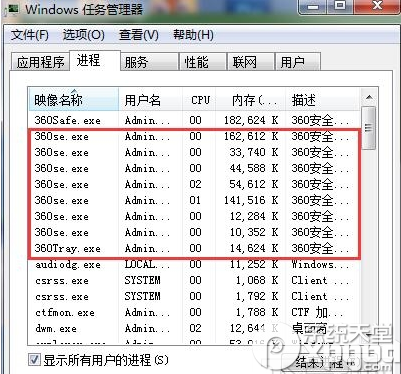 Windows 任务管理器
文件(F) 选项(O) 查看(V) 帮助(H)
应用程序 进程 服务 性能 联网 用户
映像名称 用户名 CPU 内存(... 描述
360Safe.exe Admin... 00 182,624 K 360安全...
360se.exe Admin... 00 162,612 K 360安全...
360se.exe Admin... 00 33,740 K 360安全...
360se.exe Admin... 00 44,588 K 360安全...
360se.exe Admin... 02 54,612 K 360安全...
360se.exe Admin... 01 141,516 K 360安全...
360se.exe Admin... 00 12,284 K 360安全...
360se.exe Admin... 00 10,352 K 360安全...
360Tray.exe Admin... 00 14,624 K 360安全...
audiodg.exe LOCAL... 00 11,252 K Windows...
csrss.exe SYSTEM 00 1,068 K Client ...
csrss.exe SYSTEM 00 1,792 K Client ...
ctfmon.exe Admin... 00 1,788 K CTF 加...
dwm.exe Admin... 02 12,644 K 桌面窗...
explorer Admin... 00
显示所有用户的进程(S) 结束进程(E)